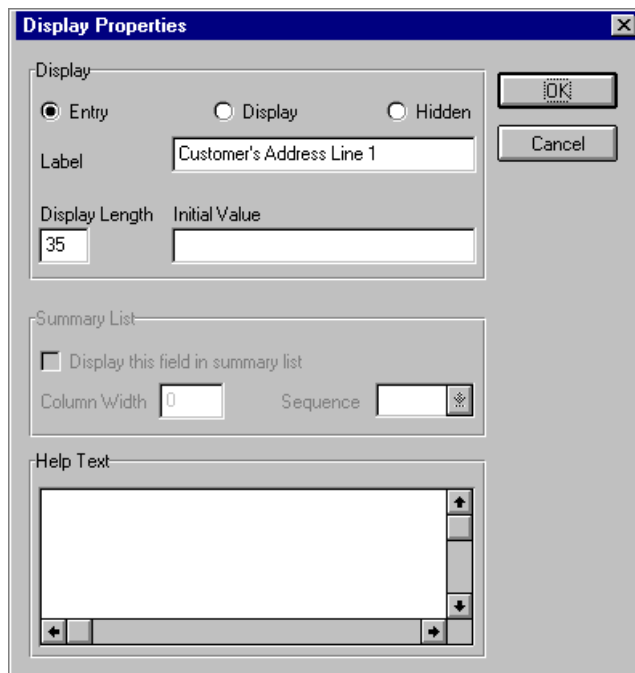 Display Properties
Display
OK
Entry Display Hidden
Cancel
Label Customer's Address Line 1
Display Length Initial Value
35
Summary List
Display this field in summary list
Column Width 0 Sequence
Help Text